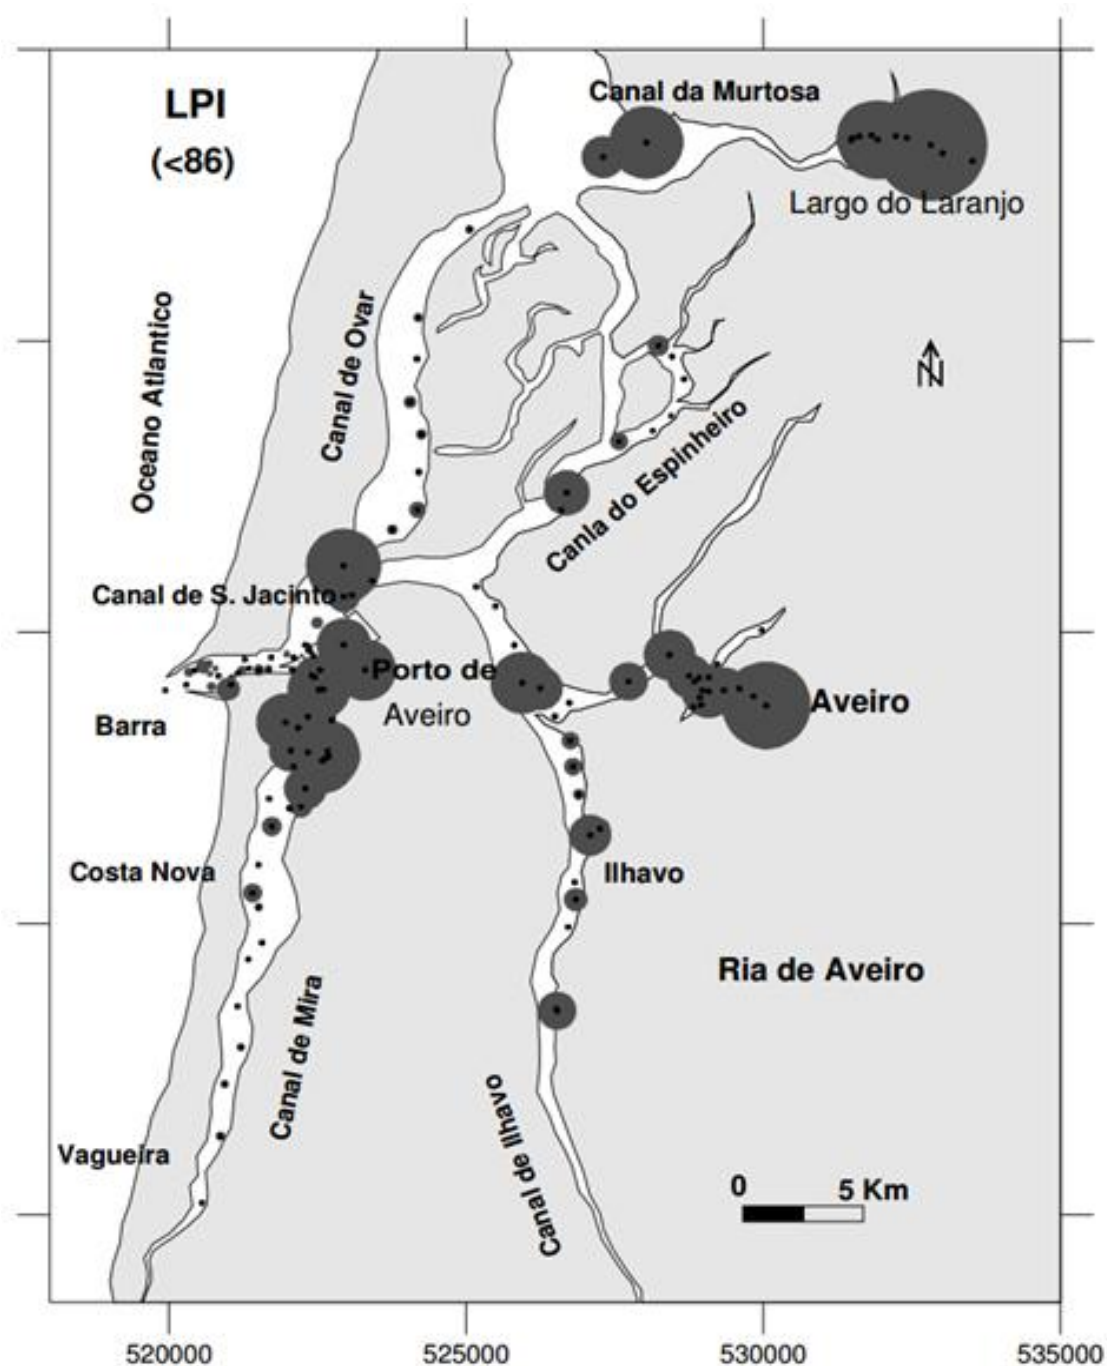 LPI
(<86)
Canal da Murtosa
Largo do Laranjo
Oceano Atlantico
Canal de Ovar
N
Canla do Espinheiro
Canal de S. Jacinto
Porto de
Aveiro
Aveiro
Barra
Costa Nova
Ilhavo
Ria de Aveiro
Canal de Mira
Canal de Ilhavo
Vagueira
0 5 Km
520000 525000 530000 535000